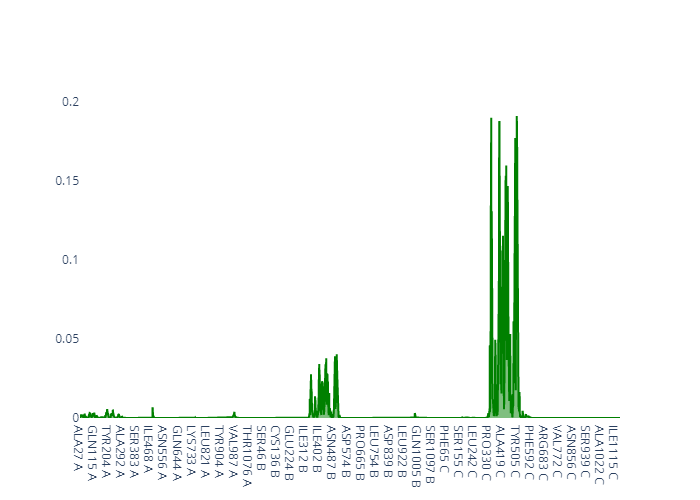 0.2
0.15
0.1
0.05
0
ALA27 A
GLN115 A
TYR204 A
ALA292 A
SER383 A
ILE468 A
ASN556 A
GLN644 A
LYS733 A
LEU821 A
TYR904 A
VAL987 A
THR1076 A
SER46 B
CYS136 B
GLU224 B
ILE312 B
ILE402 B
ASN487 B
ASP574 B
PRO665 B
LEU754 B
ASP839 B
LEU922 B
GLN1005 B
SER1097 B
PHE65 C
SER155 C
LEU242 C
PRO330 C
ALA419 C
TYR505 C
PHE592 C
ARG683 C
VAL772 C
ASN856 C
SER939 C
ALA1022 C
ILE1115 C